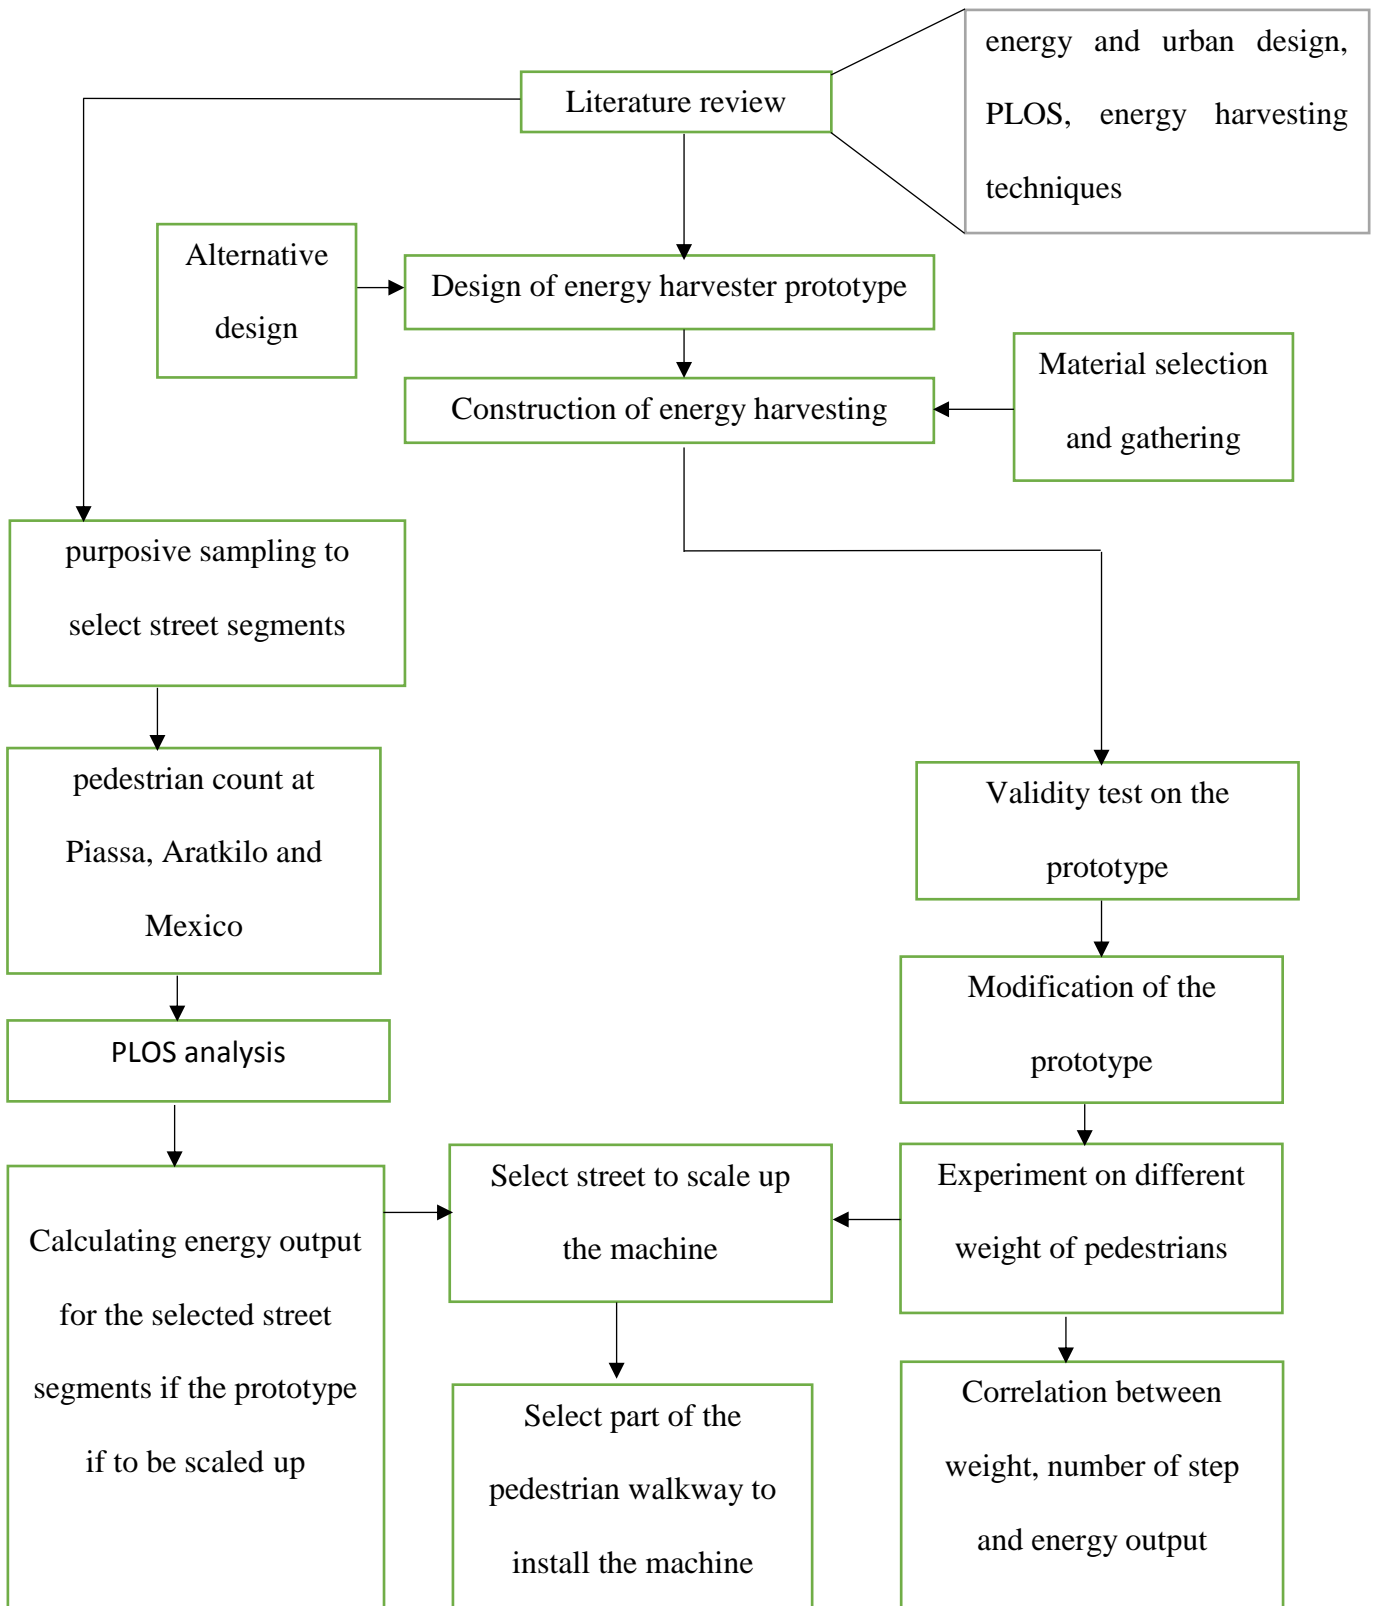 energy and urban design,
PLOS, energy harvesting
techniques
Literature review
Alternative
design
Design of energy harvester prototype
Material selection
and gathering
Construction of energy harvesting
purposive sampling to
select street segments
pedestrian count at
Piassa, Aratkilo and
Mexico
Validity test on the
prototype
Modification of the
prototype
PLOS analysis
Select street to scale up
the machine
Experiment on different
weight of pedestrians
Calculating energy output
for the selected street
segments if the prototype
if to be scaled up
Select part of the
pedestrian walkway to
install the machine
Correlation between
weight, number of step
and energy output